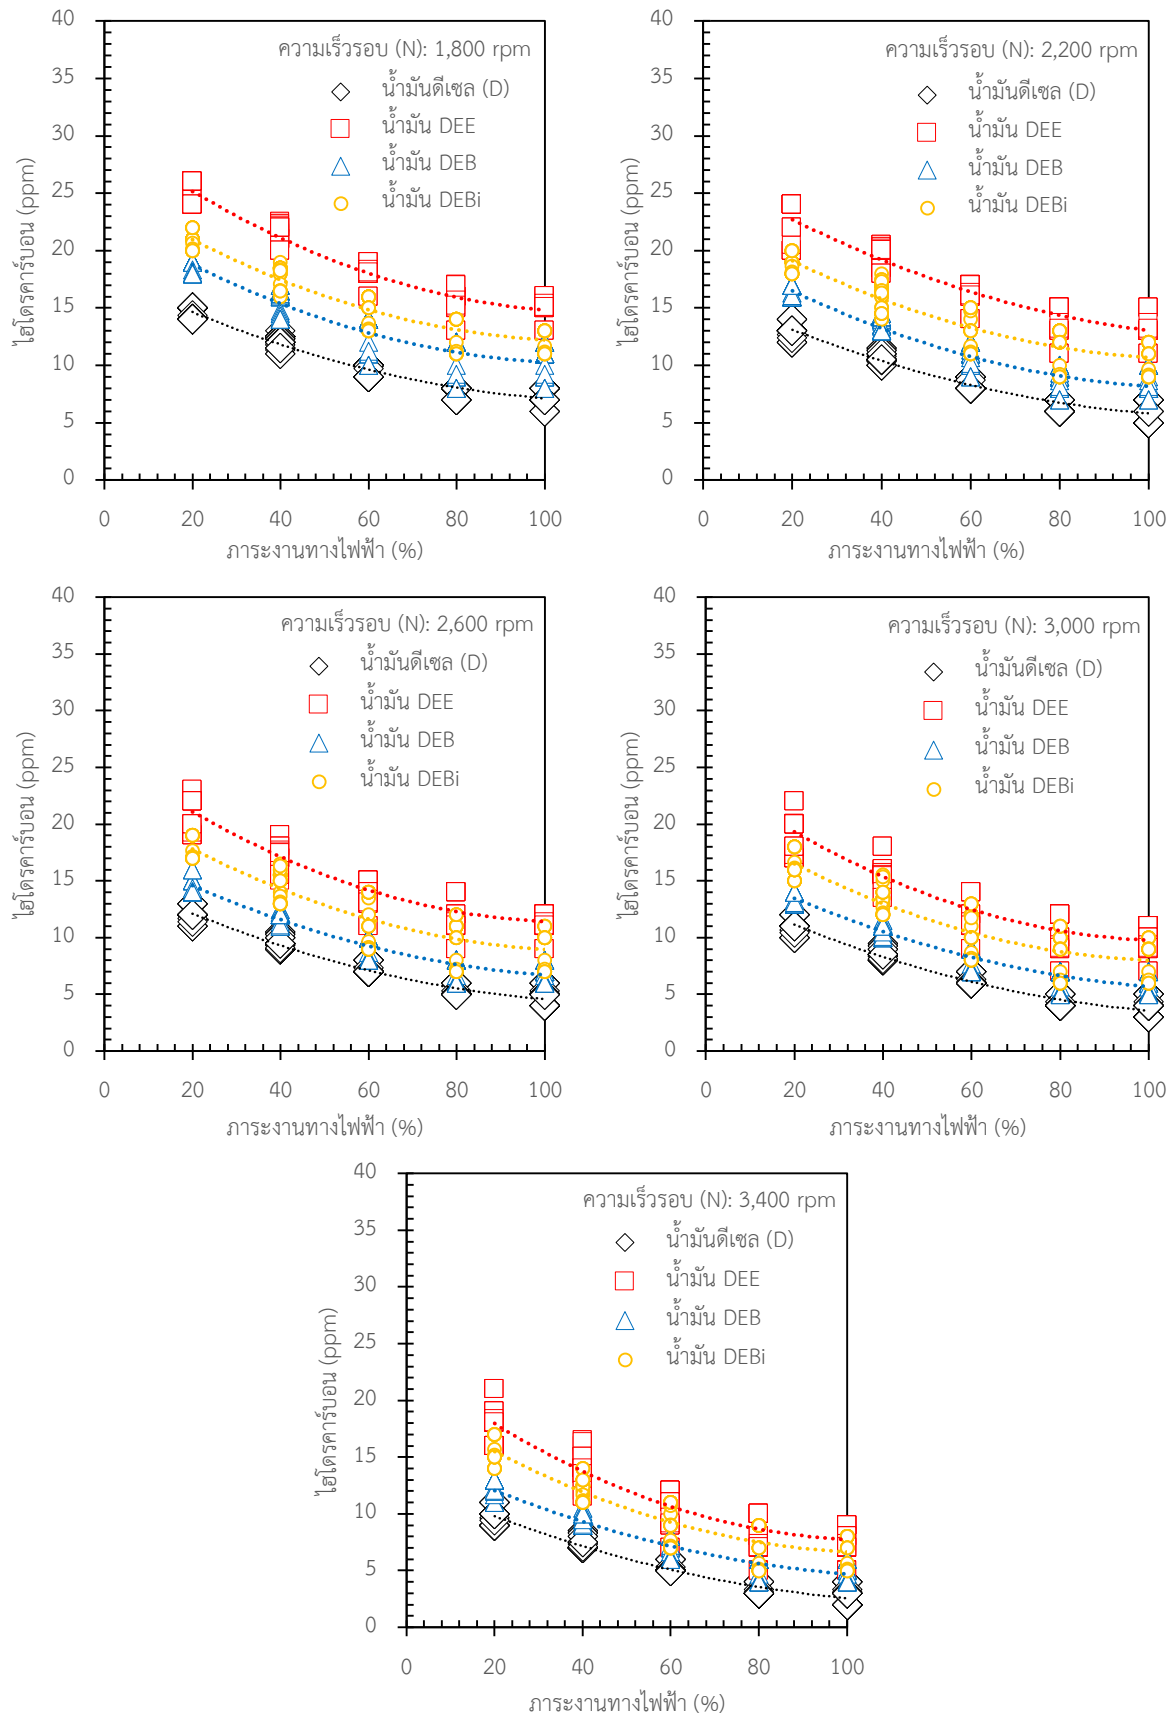 ความเร็วรอบ (N): 1,800 rpm
น้ำมันดีเซล (D)
น้ำมัน DEE
น้ำมัน DEB
น้ำมัน DEBi
ไฮโดรคาร์บอน (ppm)
40
35
30
25
20
15
10
5
0
0 20 40 60 80 100
ภาระงานทางไฟฟ้า (%)
ความเร็วรอบ (N): 2,200 rpm
น้ำมันดีเซล (D)
น้ำมัน DEE
น้ำมัน DEB
น้ำมัน DEBi
ไฮโดรคาร์บอน (ppm)
40
35
30
25
20
15
10
5
0
0 20 40 60 80 100
ภาระงานทางไฟฟ้า (%)
ความเร็วรอบ (N): 2,600 rpm
น้ำมันดีเซล (D)
น้ำมัน DEE
น้ำมัน DEB
น้ำมัน DEBi
ไฮโดรคาร์บอน (ppm)
40
35
30
25
20
15
10
5
0
0 20 40 60 80 100
ภาระงานทางไฟฟ้า (%)
ความเร็วรอบ (N): 3,000 rpm
น้ำมันดีเซล (D)
น้ำมัน DEE
น้ำมัน DEB
น้ำมัน DEBi
ไฮโดรคาร์บอน (ppm)
40
35
30
25
20
15
10
5
0
0 20 40 60 80 100
ภาระงานทางไฟฟ้า (%)
ความเร็วรอบ (N): 3,400 rpm
น้ำมันดีเซล (D)
น้ำมัน DEE
น้ำมัน DEB
น้ำมัน DEBi
ไฮโดรคาร์บอน (ppm)
40
35
30
25
20
15
10
5
0
0 20 40 60 80 100
ภาระงานทางไฟฟ้า (%)